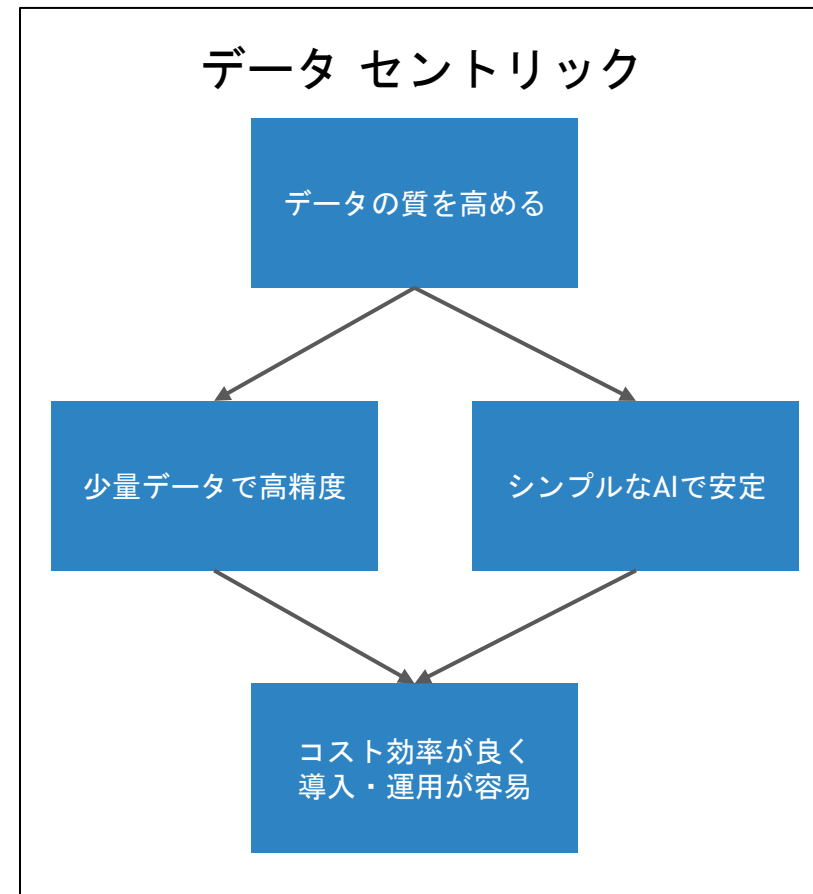 データ セントリック
データの質を高める
少量データで高精度
シンプルなAIで安定
コスト効率が良く
導入・運用が容易